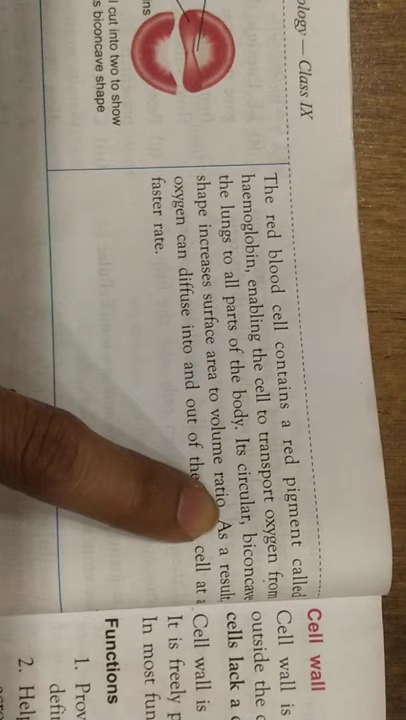 ology — Class IX
ins
l cut into two to show
s biconcave shape
The red blood cell contains a red pigment called
haemoglobin, enabling the cell to transport oxygen from
the lungs to all parts of the body. Its circular, biconcave
shape increases surface area to volume ratio. As a result,
oxygen can diffuse into and out of the cell at a
faster rate.
Cell wall
Cell wall is
outside the
cells lack a
Cell wall is
It is freely
In most fun
Functions
1. Prov
defi
2. Help